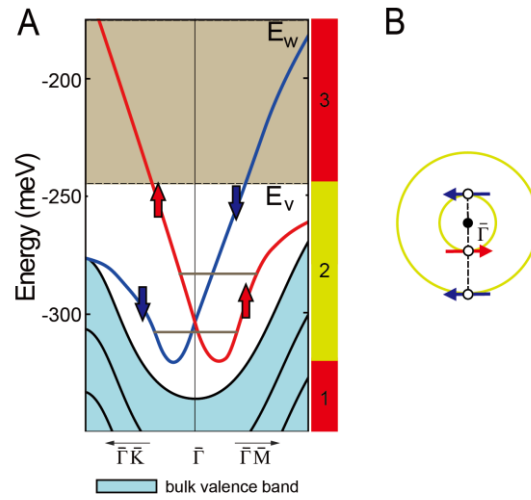 A
B
Energy (meV)
-200
-250
-300
E_w
E_v
3
2
1
Γ̄
Γ̄ K̄
Γ̄
Γ̄ M̄
bulk valence band